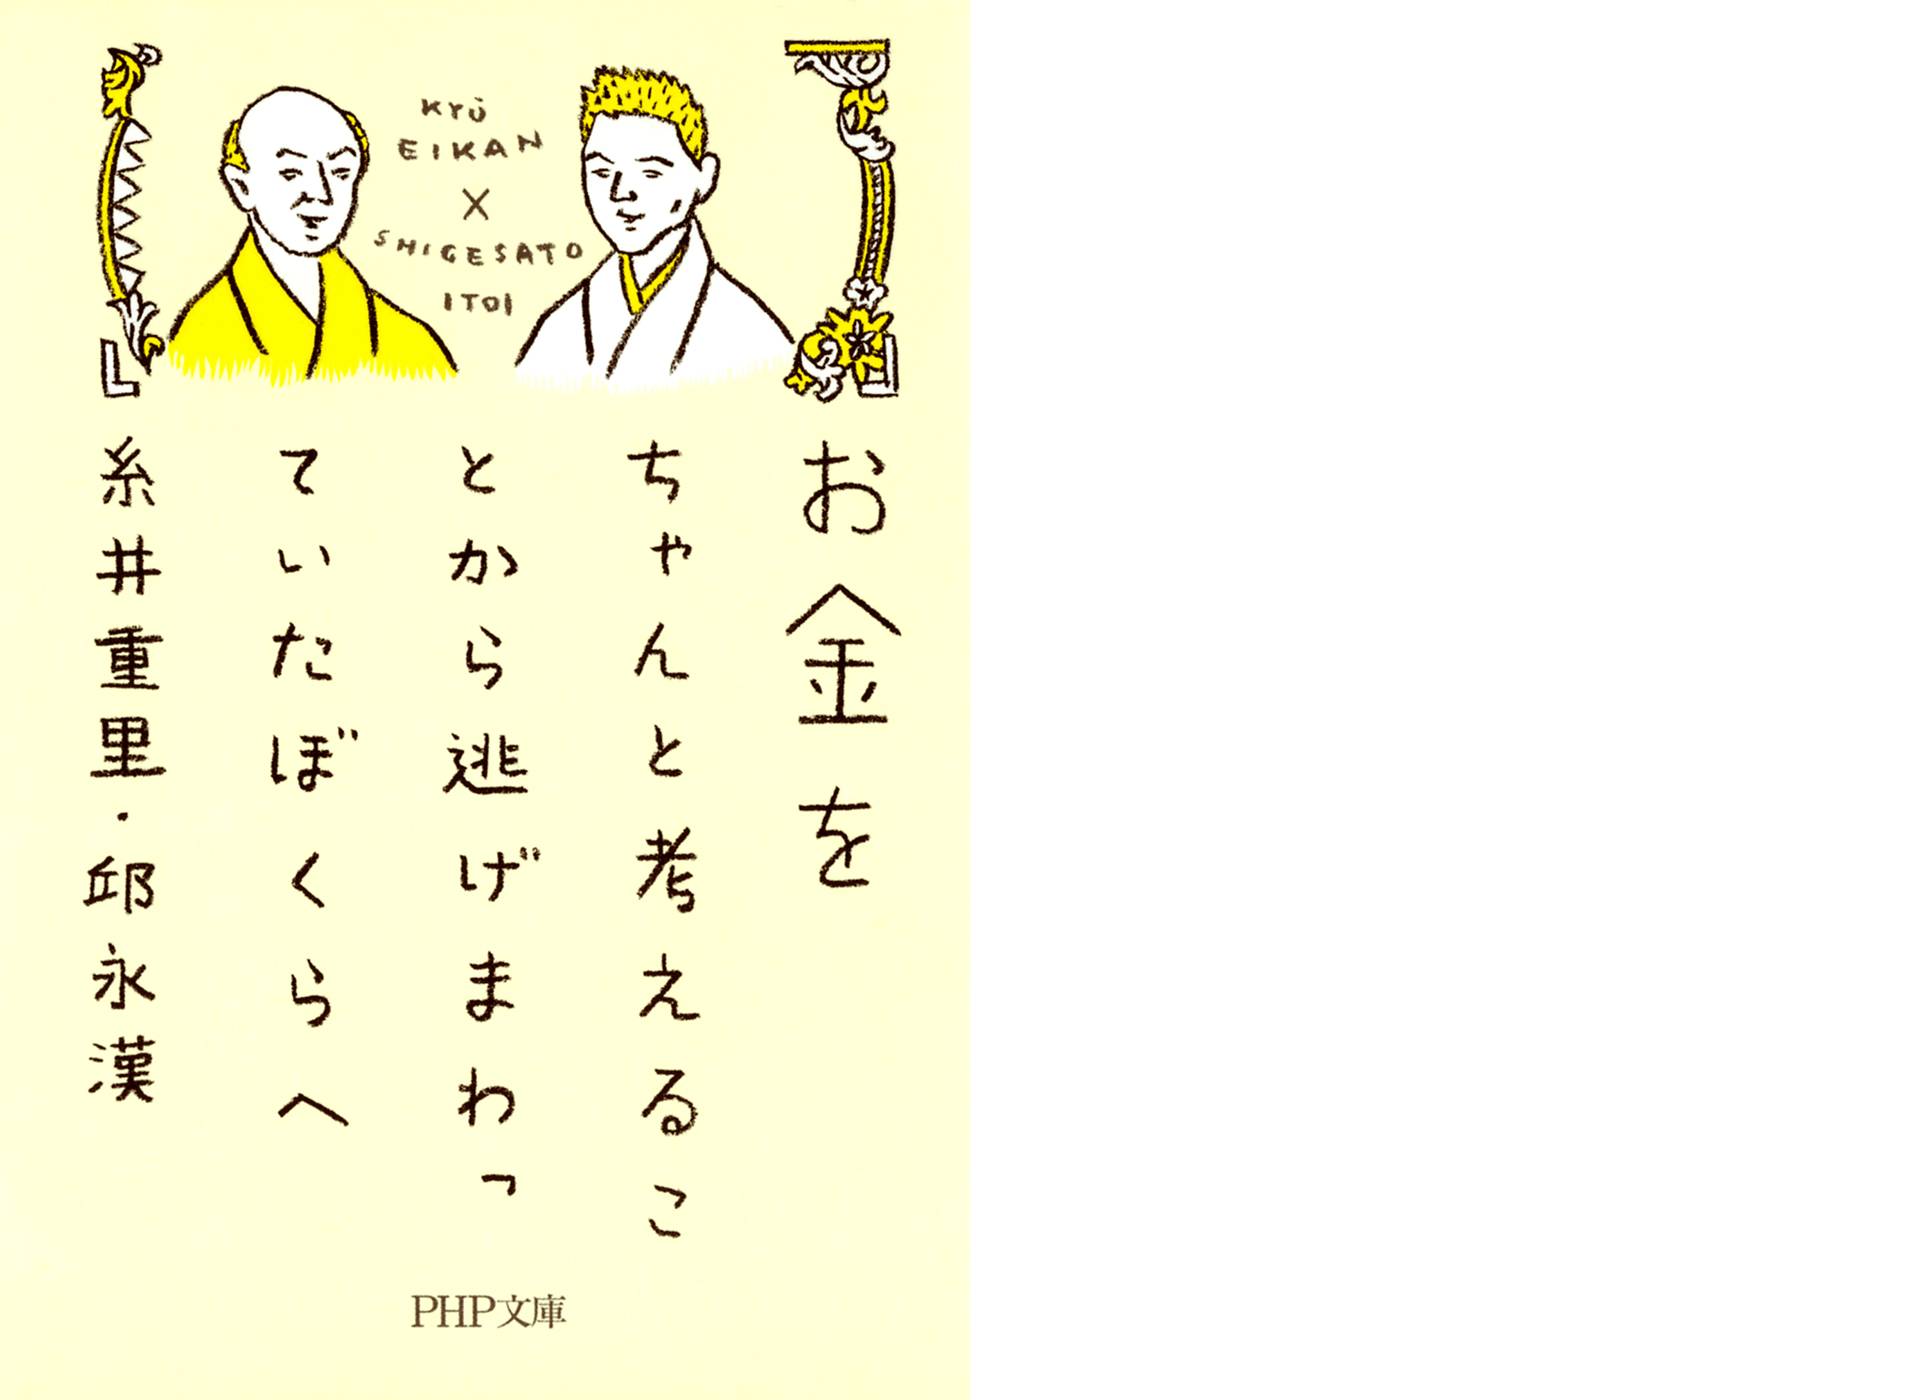 KYŪ
EIKAN
×
SHIGESATO
ITOI
お金を
ちゃんと考えるこ
とから逃げまわっ
ていたぼくらへ
糸井重里・邱永漢
PHP文庫